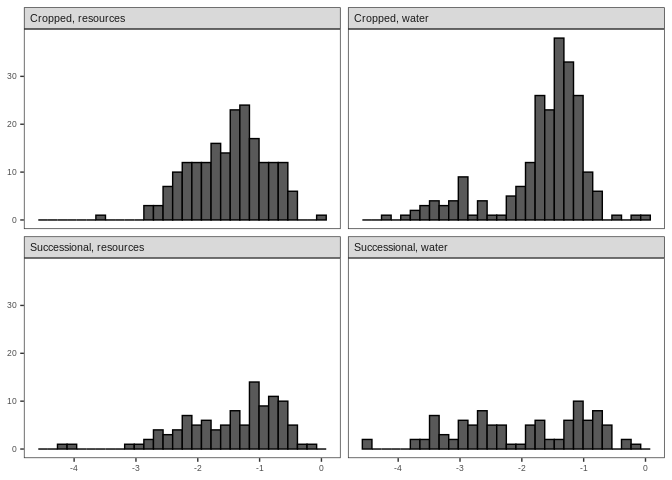 Cropped, resources
Cropped, water
30
20
10
0
Successional, resources
Successional, water
30
20
10
0
-4 -3 -2 -1 0
-4 -3 -2 -1 0